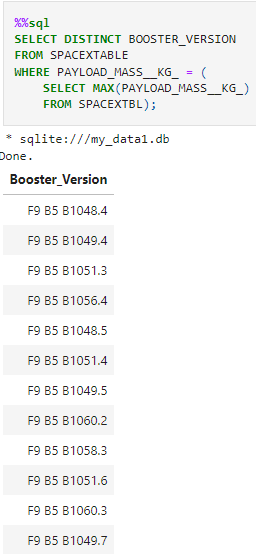 %%sql
SELECT DISTINCT BOOSTER_VERSION
FROM SPACEXTABLE
WHERE PAYLOAD_MASS__KG_ = (
    SELECT MAX(PAYLOAD_MASS__KG_)
    FROM SPACEXTBL);
* sqlite:///my_data1.db
Done.
Booster_Version
F9 B5 B1048.4
F9 B5 B1049.4
F9 B5 B1051.3
F9 B5 B1056.4
F9 B5 B1048.5
F9 B5 B1051.4
F9 B5 B1049.5
F9 B5 B1060.2
F9 B5 B1058.3
F9 B5 B1051.6
F9 B5 B1060.3
F9 B5 B1049.7